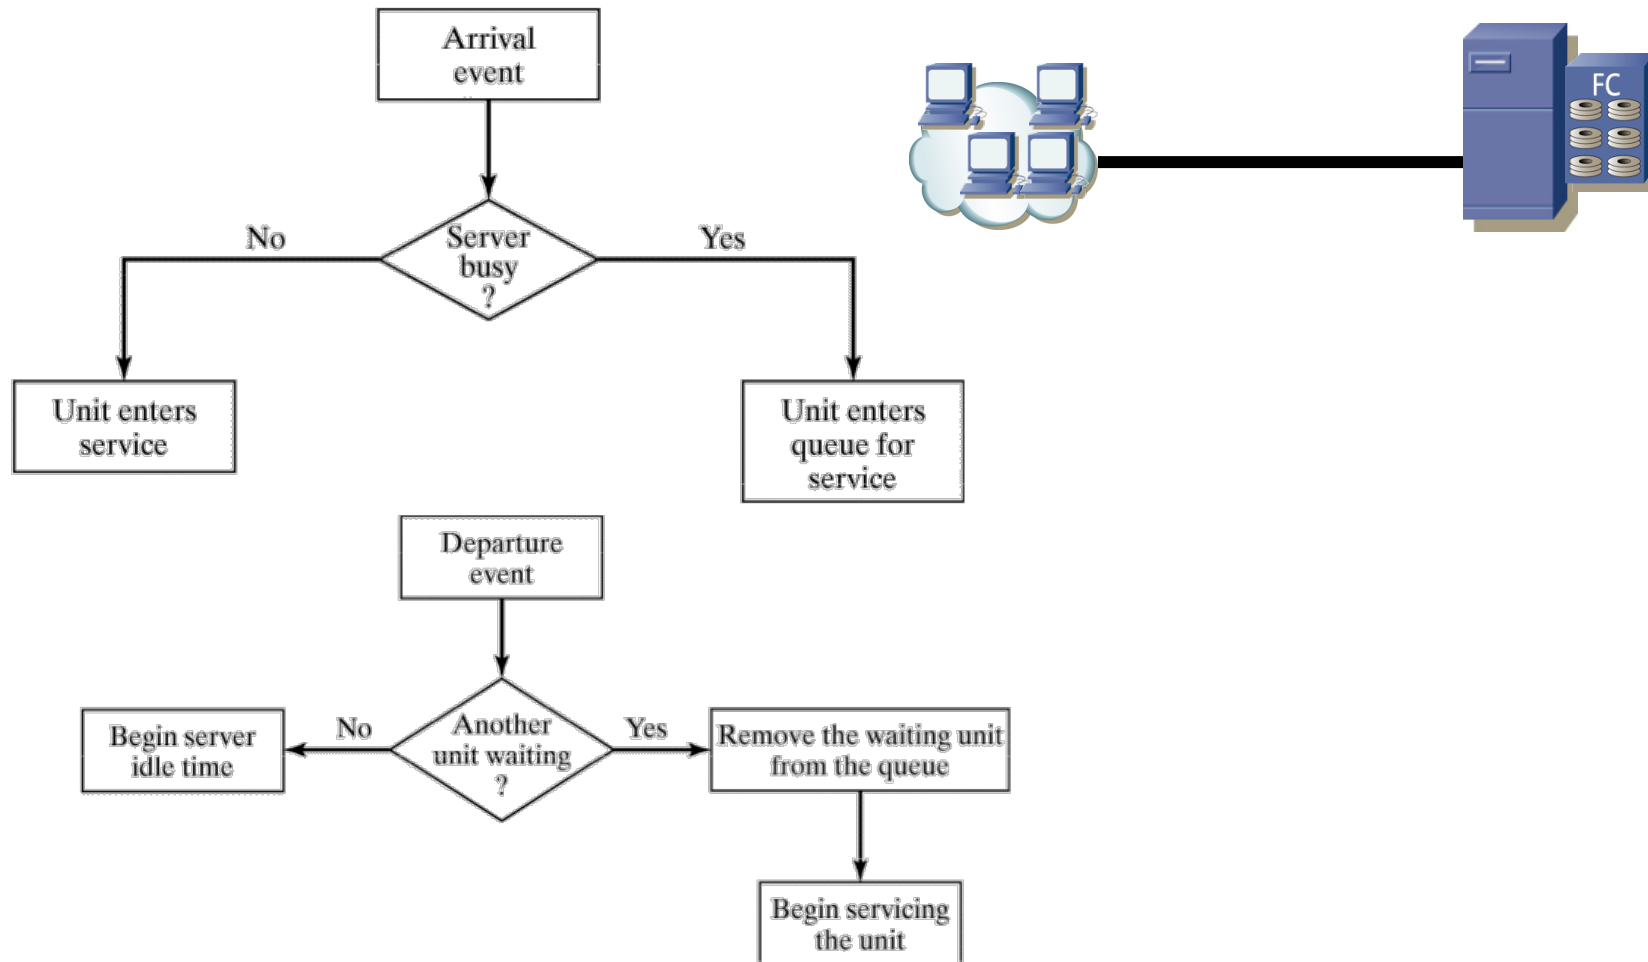 Arrival
event
FC
No
Server
busy
?
Yes
Unit enters
service
Unit enters
queue for
service
Departure
event
Begin server
idle time
No
Another
unit waiting
?
Yes
Remove the waiting unit
from the queue
Begin servicing
the unit